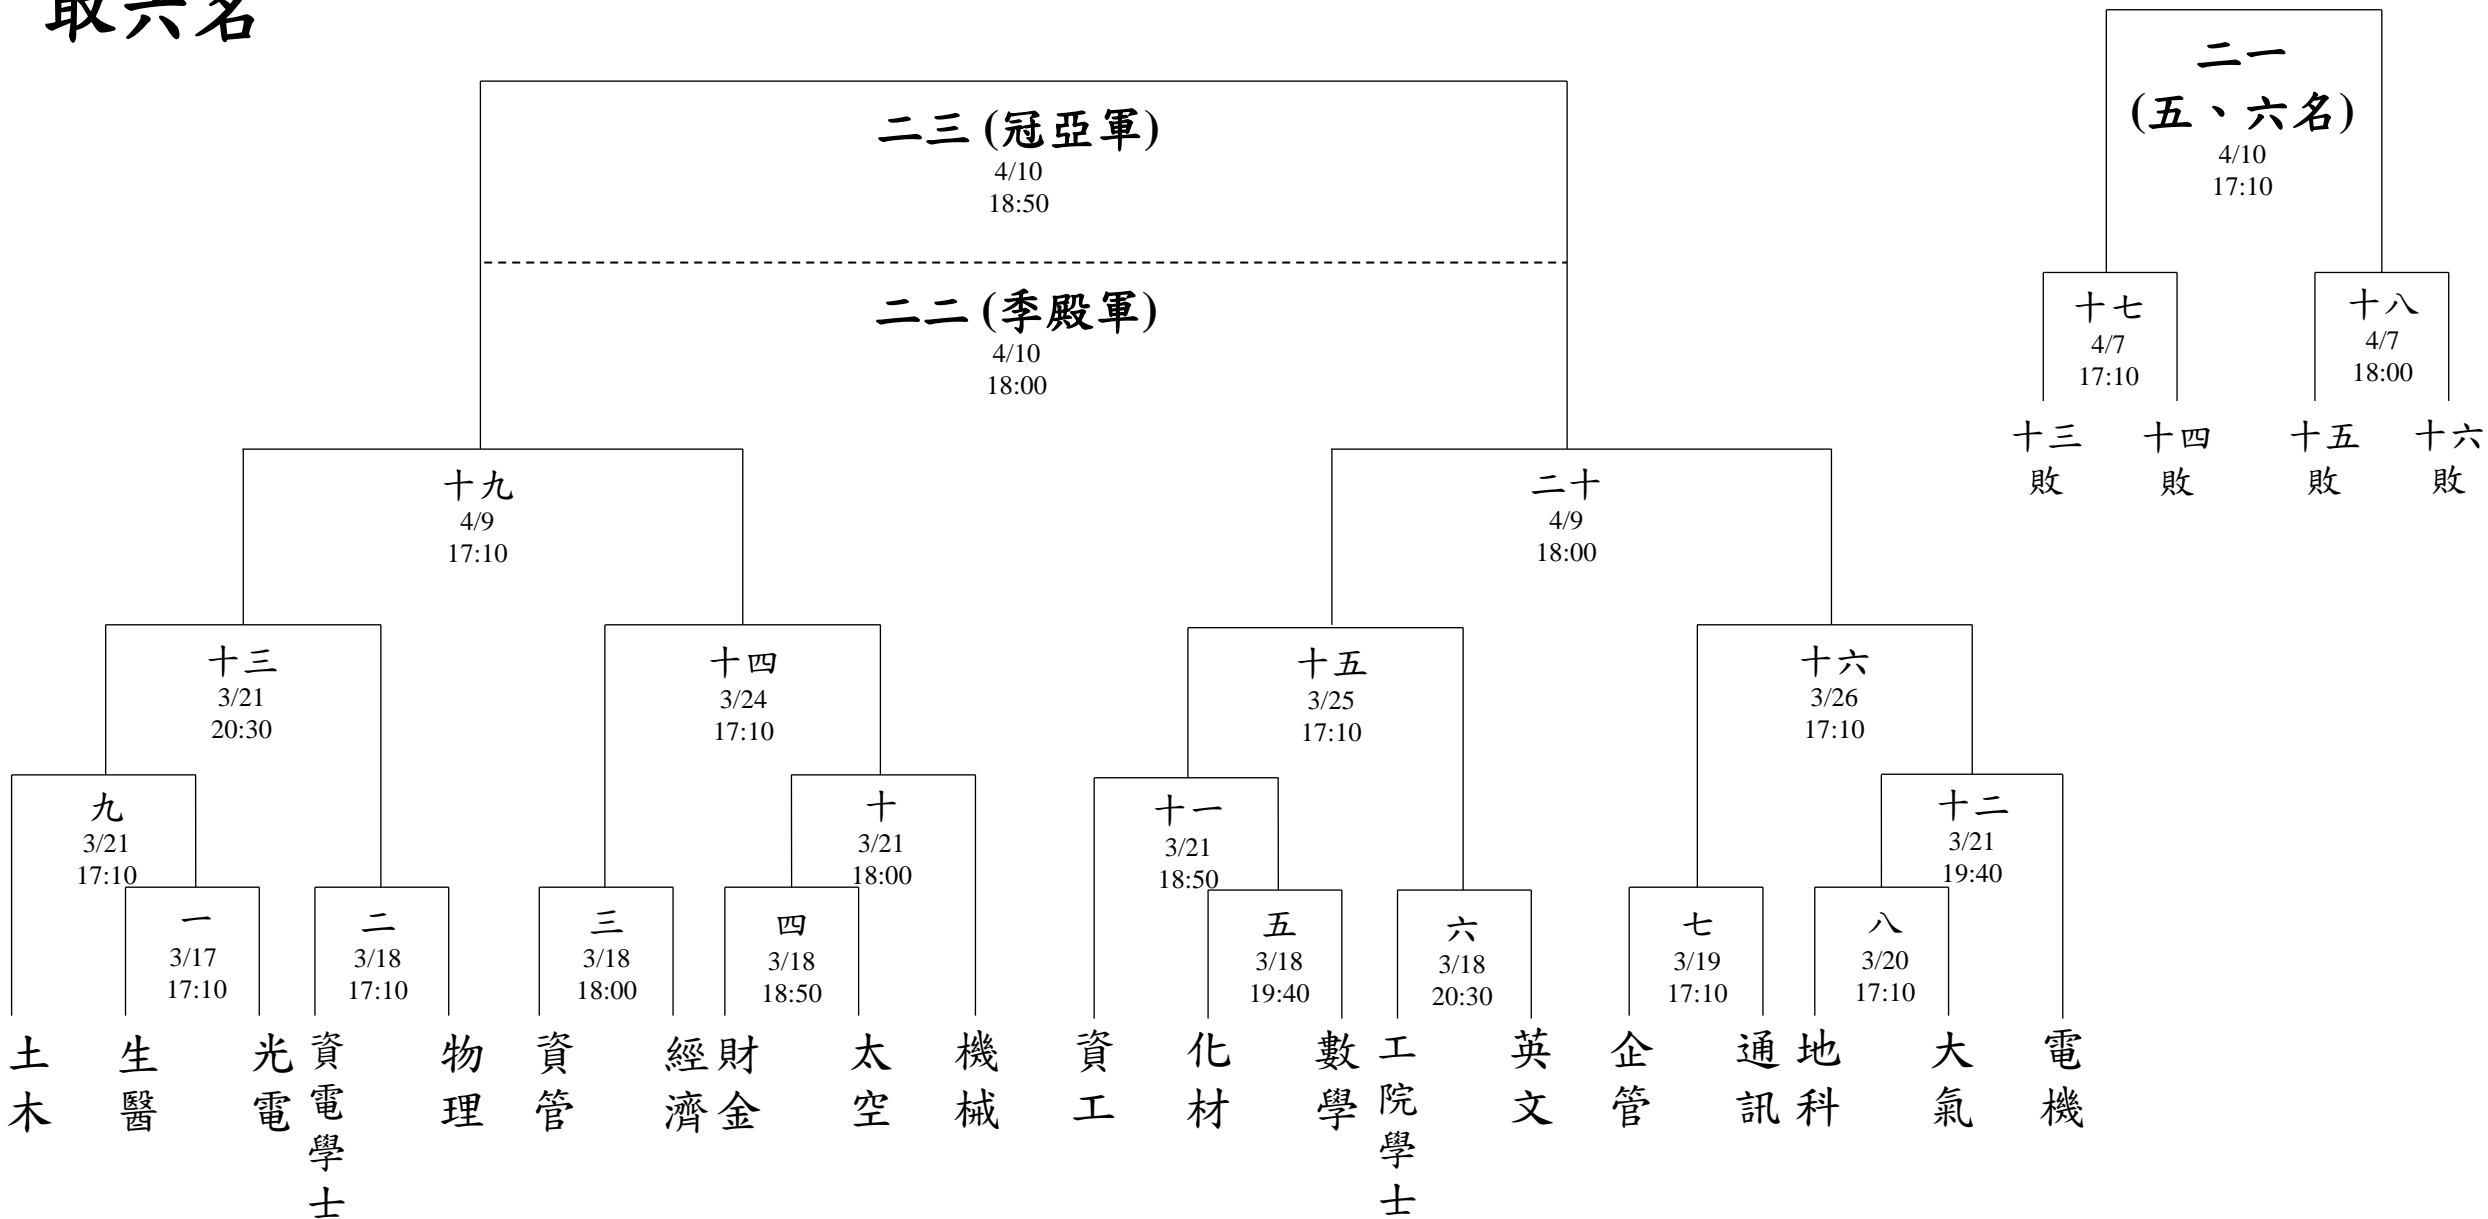 取六名
二三 (冠亞軍)
4/10
18:50
二二 (季殿軍)
4/10
18:00
二一
(五、六名)
4/10
17:10
十七
4/7
17:10
十八
4/7
18:00
十三
敗
十四
敗
十五
敗
十六
敗
十九
4/9
17:10
二十
4/9
18:00
十三
3/21
20:30
十四
3/24
17:10
十五
3/25
17:10
十六
3/26
17:10
九
3/21
17:10
十
3/21
18:00
十一
3/21
18:50
十二
3/21
19:40
一
3/17
17:10
二
3/18
17:10
三
3/18
18:00
四
3/18
18:50
五
3/18
19:40
六
3/18
20:30
七
3/19
17:10
八
3/20
17:10
土木
生醫
光電
資電學士
物理
資管
經濟
財金
太空
機械
資工
化材
數學
工院學士
英文
企管
通訊
地科
大氣
電機